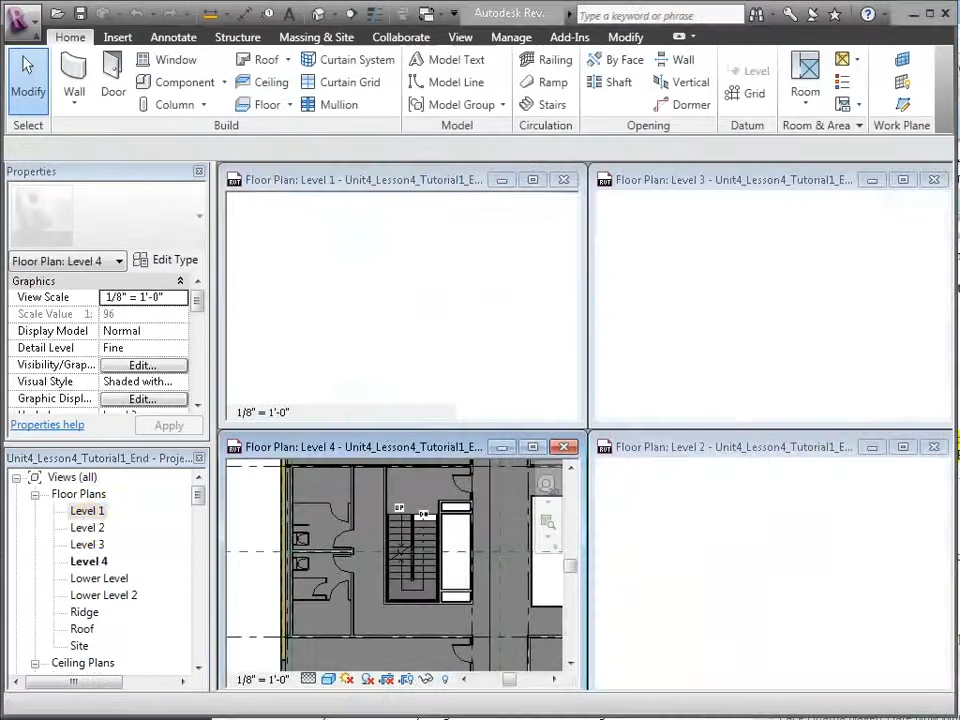 Autodesk Rev.
Type a keyword or phrase
Home Insert Annotate Structure Massing & Site Collaborate View Manage Add-Ins Modify
Modify
Select
Wall
Door
Window
Component
Column
Roof
Ceiling
Floor
Curtain System
Curtain Grid
Mullion
Build
Model Text
Model Line
Model Group
Model
Railing
Ramp
Stairs
Circulation
By Face
Shaft
Wall
Vertical
Dormer
Opening
Level
Grid
Datum
Room
Room & Area
Work Plane
Properties
Floor Plan: Level 4
Edit Type
Graphics
View Scale 1/8" = 1'-0"
Scale Value 1: 96
Display Model Normal
Detail Level Fine
Visibility/Grap... Edit...
Visual Style Shaded with...
Graphic Displ... Edit...
Properties help
Apply
Unit4_Lesson4_Tutorial1_End - Proje...
Views (all)
Floor Plans
Level 1
Level 2
Level 3
Level 4
Lower Level
Lower Level 2
Ridge
Roof
Site
Ceiling Plans
Floor Plan: Level 1 - Unit4_Lesson4_Tutorial1_E...
1/8" = 1'-0"
Floor Plan: Level 3 - Unit4_Lesson4_Tutorial1_E...
Floor Plan: Level 4 - Unit4_Lesson4_Tutorial1_E...
UP
DN
1/8" = 1'-0"
Floor Plan: Level 2 - Unit4_Lesson4_Tutorial1_E...